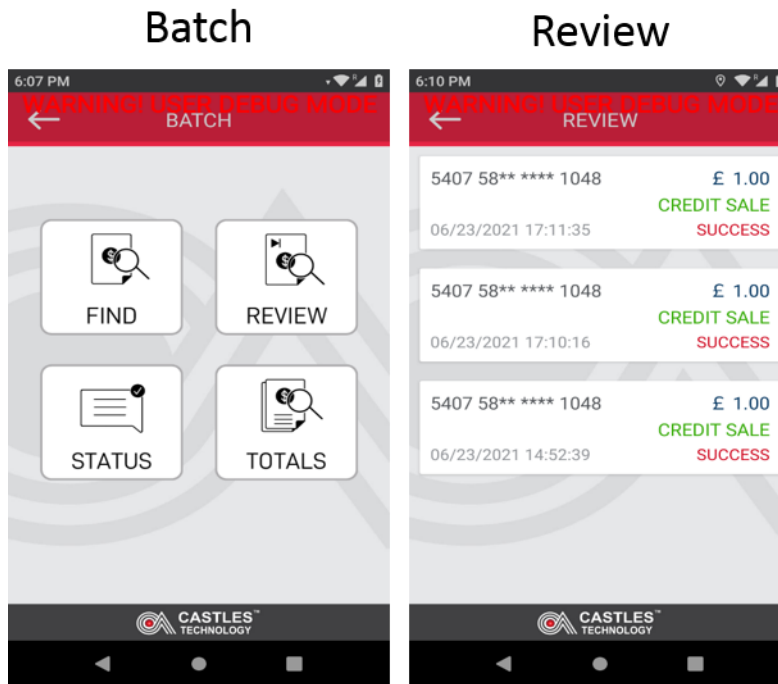 Batch
6:07 PM
WARNING! USER DEBUG MODE
BATCH
FIND
REVIEW
STATUS
TOTALS
CASTLES™
TECHNOLOGY
Review
6:10 PM
WARNING! USER DEBUG MODE
REVIEW
5407 58** **** 1048 £ 1.00
CREDIT SALE
06/23/2021 17:11:35 SUCCESS
5407 58** **** 1048 £ 1.00
CREDIT SALE
06/23/2021 17:10:16 SUCCESS
5407 58** **** 1048 £ 1.00
CREDIT SALE
06/23/2021 14:52:39 SUCCESS
CASTLES™
TECHNOLOGY